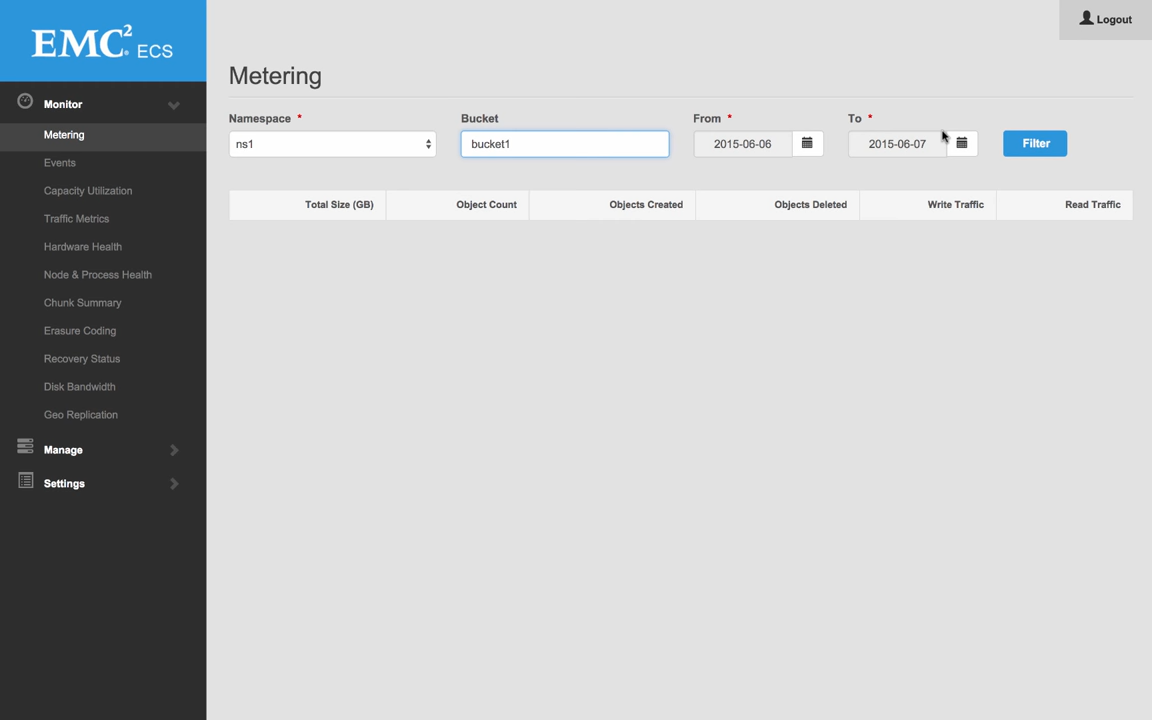 EMC² ECS
Logout
Metering
Monitor
Metering
Events
Capacity Utilization
Traffic Metrics
Hardware Health
Node & Process Health
Chunk Summary
Erasure Coding
Recovery Status
Disk Bandwidth
Geo Replication
Manage
Settings
Namespace * Bucket From * To *
ns1 bucket1 2015-06-06 2015-06-07 Filter
Total Size (GB) Object Count Objects Created Objects Deleted Write Traffic Read Traffic